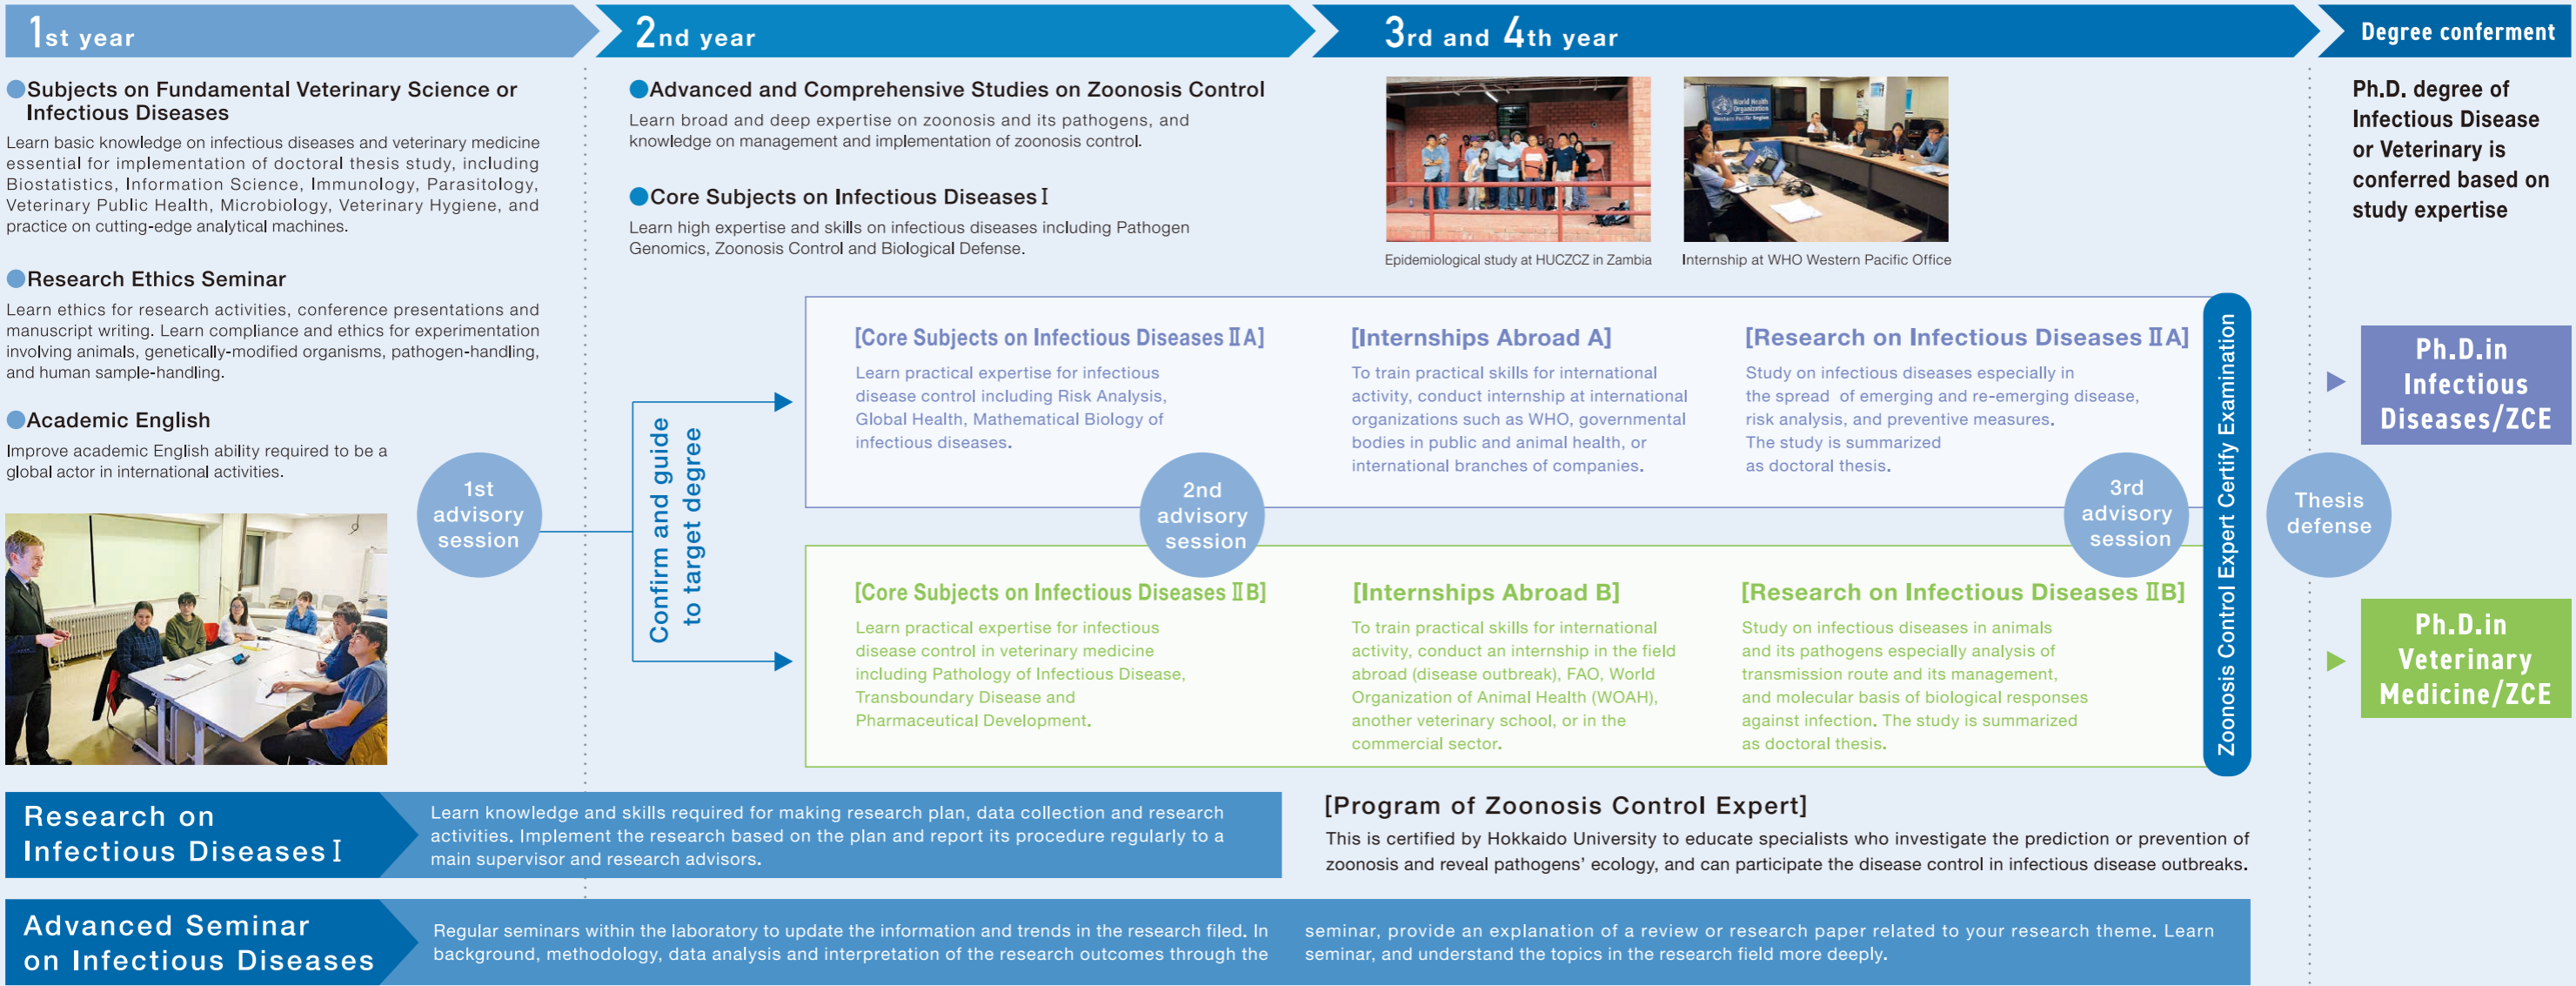 1st year
2nd year
3rd and 4th year
Degree conferment
●Subjects on Fundamental Veterinary Science or
Infectious Diseases
Learn basic knowledge on infectious diseases and veterinary medicine
essential for implementation of doctoral thesis study, including
Biostatistics, Information Science, Immunology, Parasitology,
Veterinary Public Health, Microbiology, Veterinary Hygiene, and
practice on cutting-edge analytical machines.
●Research Ethics Seminar
Learn ethics for research activities, conference presentations and
manuscript writing. Learn compliance and ethics for experimentation
involving animals, genetically-modified organisms, pathogen-handling,
and human sample-handling.
●Academic English
Improve academic English ability required to be a
global actor in international activities.
1st
advisory
session
●Advanced and Comprehensive Studies on Zoonosis Control
Learn broad and deep expertise on zoonosis and its pathogens, and
knowledge on management and implementation of zoonosis control.
●Core Subjects on Infectious Diseases Ⅰ
Learn high expertise and skills on infectious diseases including Pathogen
Genomics, Zoonosis Control and Biological Defense.
World Health
Organization
Western Pacific Region
Epidemiological study at HUCZCZ in Zambia
Internship at WHO Western Pacific Office
Ph.D. degree of
Infectious Disease
or Veterinary is
conferred based on
study expertise
Confirm and guide
to target degree
[Core Subjects on Infectious Diseases ⅡA]
Learn practical expertise for infectious
disease control including Risk Analysis,
Global Health, Mathematical Biology of
infectious diseases.
[Internships Abroad A]
To train practical skills for international
activity, conduct internship at international
organizations such as WHO, governmental
bodies in public and animal health, or
international branches of companies.
[Research on Infectious Diseases ⅡA]
Study on infectious diseases especially in
the spread of emerging and re-emerging disease,
risk analysis, and preventive measures.
The study is summarized
as doctoral thesis.
2nd
advisory
session
3rd
advisory
session
[Core Subjects on Infectious Diseases ⅡB]
Learn practical expertise for infectious
disease control in veterinary medicine
including Pathology of Infectious Disease,
Transboundary Disease and
Pharmaceutical Development.
[Internships Abroad B]
To train practical skills for international
activity, conduct an internship in the field
abroad (disease outbreak), FAO, World
Organization of Animal Health (WOAH),
another veterinary school, or in the
commercial sector.
[Research on Infectious Diseases ⅡB]
Study on infectious diseases in animals
and its pathogens especially analysis of
transmission route and its management,
and molecular basis of biological responses
against infection. The study is summarized
as doctoral thesis.
Zoonosis Control Expert Certify Examination
Thesis
defense
Ph.D.in
Infectious
Diseases/ZCE
Ph.D.in
Veterinary
Medicine/ZCE
Research on
Infectious Diseases Ⅰ
Learn knowledge and skills required for making research plan, data collection and research
activities. Implement the research based on the plan and report its procedure regularly to a
main supervisor and research advisors.
[Program of Zoonosis Control Expert]
This is certified by Hokkaido University to educate specialists who investigate the prediction or prevention of
zoonosis and reveal pathogens' ecology, and can participate the disease control in infectious disease outbreaks.
Advanced Seminar
on Infectious Diseases
Regular seminars within the laboratory to update the information and trends in the research filed. In seminar, provide an explanation of a review or research paper related to your research theme. Learn
background, methodology, data analysis and interpretation of the research outcomes through the seminar, and understand the topics in the research field more deeply.